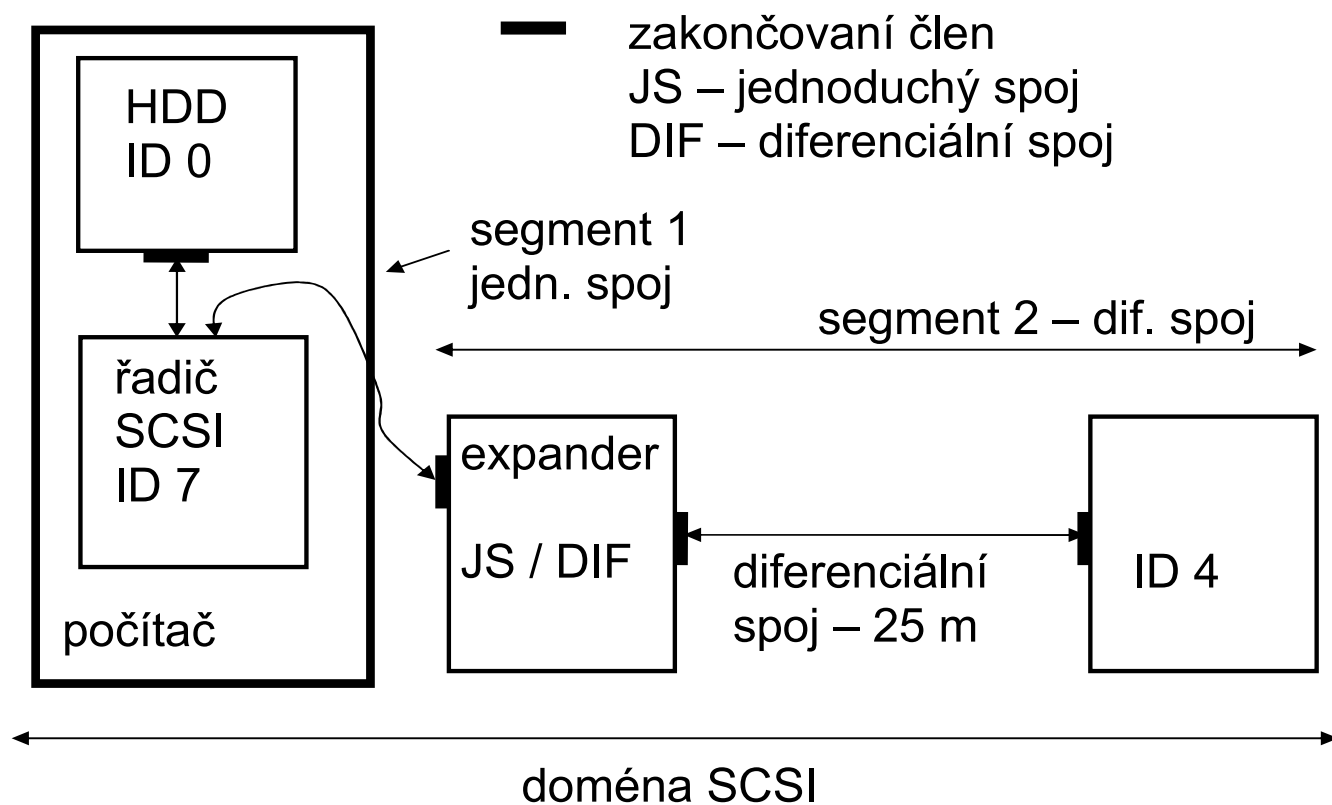 zakončovaní člen
JS – jednoduchý spoj
DIF – diferenciální spoj
HDD
ID 0
segment 1
jedn. spoj
segment 2 – dif. spoj
řadič
SCSI
ID 7
počítač
expander
JS / DIF
diferenciální
spoj – 25 m
ID 4
doména SCSI